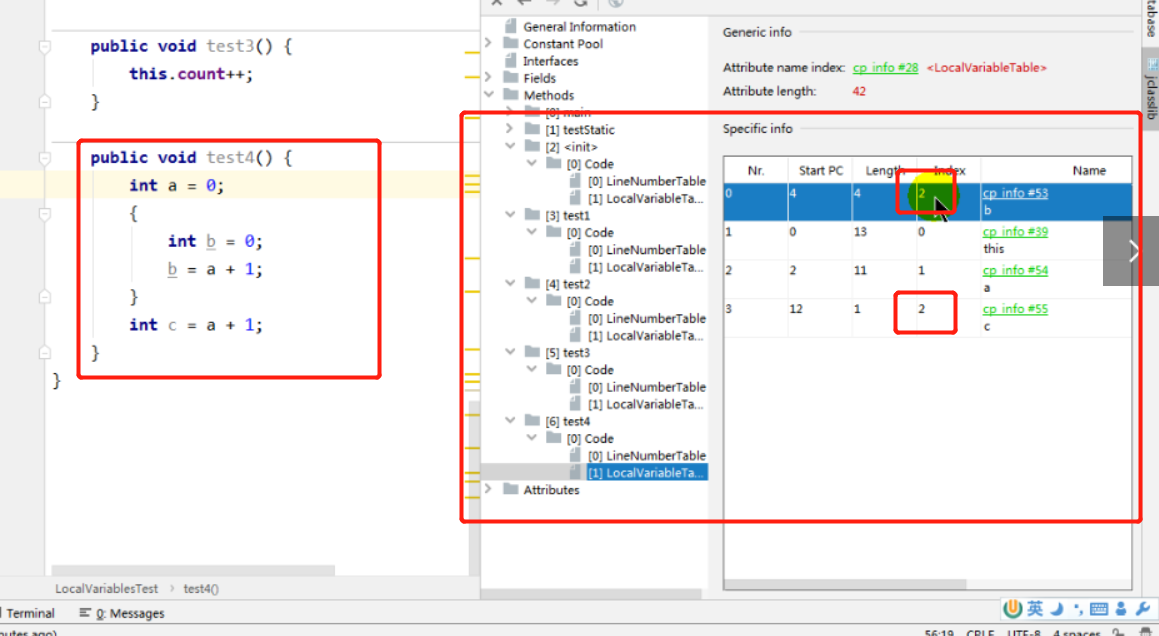 public void test3() {
this.count++;
}
public void test4() {
int a = 0;
{
int b = 0;
b = a + 1;
}
int c = a + 1;
}
}
LocalVariablesTest > test4()
Terminal
0: Messages
General Information
Constant Pool
Interfaces
Fields
Methods
[0] main
[1] testStatic
[2] <init>
[0] Code
[0] LineNumberTable
[1] LocalVariableTa...
[3] test1
[0] Code
[0] LineNumberTable
[1] LocalVariableTa...
[4] test2
[0] Code
[0] LineNumberTable
[1] LocalVariableTa...
[5] test3
[0] Code
[0] LineNumberTable
[1] LocalVariableTa...
[6] test4
[0] Code
[0] LineNumberTable
[1] LocalVariableTa...
Attributes
Generic info
Attribute name index: cp info #28 <LocalVariableTable>
Attribute length: 42
Specific info
Nr. Start PC Length Index Name
0 4 4 2 cp info #53
b
1 0 13 0 cp info #39
this
2 2 11 1 cp info #54
a
3 12 1 2 cp info #55
c
jclasslib
英
56:19 CRLF UTF-8 4 spaces